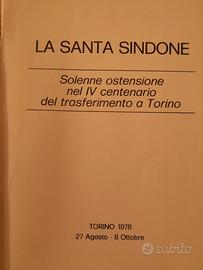 LA SANTA SINDONE
Solenne ostensione
nel IV centenario
del trasferimento a Torino
TORINO 1978
27 Agosto - 8 Ottobre
subito